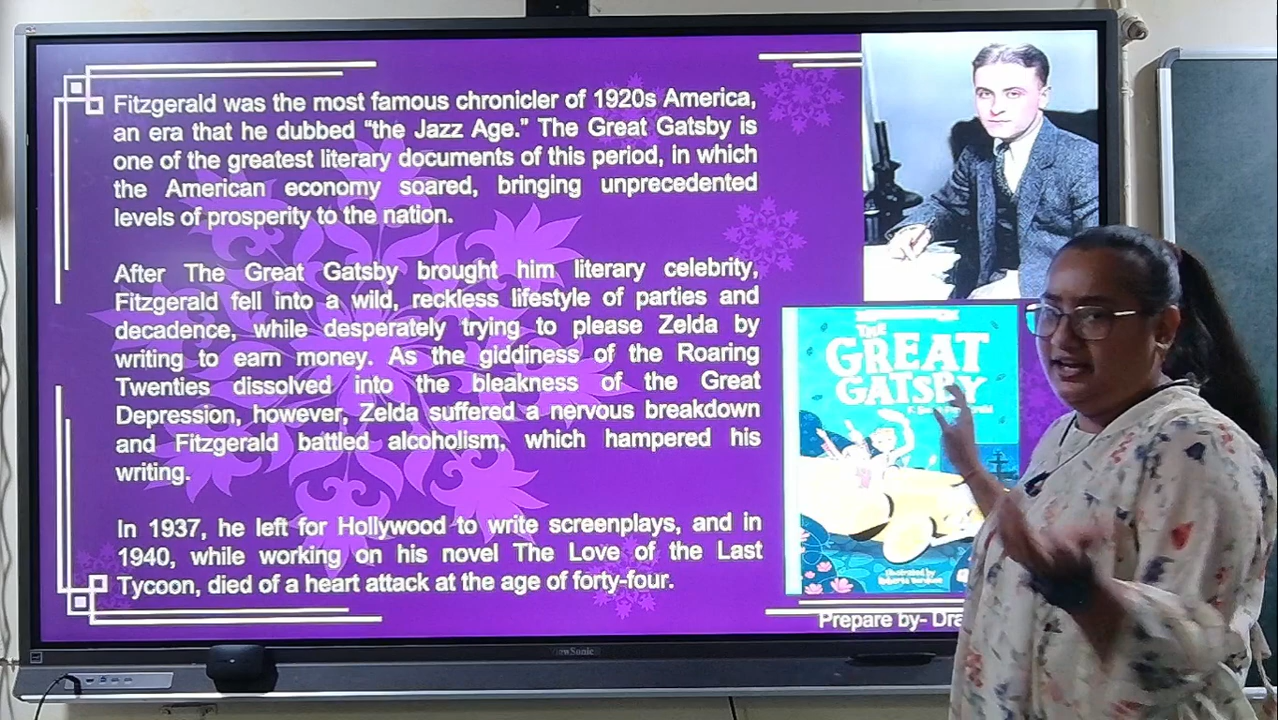 Fitzgerald was the most famous chronicler of 1920s America,
an era that he dubbed “the Jazz Age.” The Great Gatsby is
one of the greatest literary documents of this period, in which
the American economy soared, bringing unprecedented
levels of prosperity to the nation.
After The Great Gatsby brought him literary celebrity,
Fitzgerald fell into a wild, reckless lifestyle of parties and
decadence, while desperately trying to please Zelda by
writing to earn money. As the giddiness of the Roaring
Twenties dissolved into the bleakness of the Great
Depression, however, Zelda suffered a nervous breakdown
and Fitzgerald battled alcoholism, which hampered his
writing.
In 1937, he left for Hollywood to write screenplays, and in
1940, while working on his novel The Love of the Last
Tycoon, died of a heart attack at the age of forty-four.
THE
GREAT
GATSBY
F.
Illustrated by
Prepare by- Dra
ViewSonic